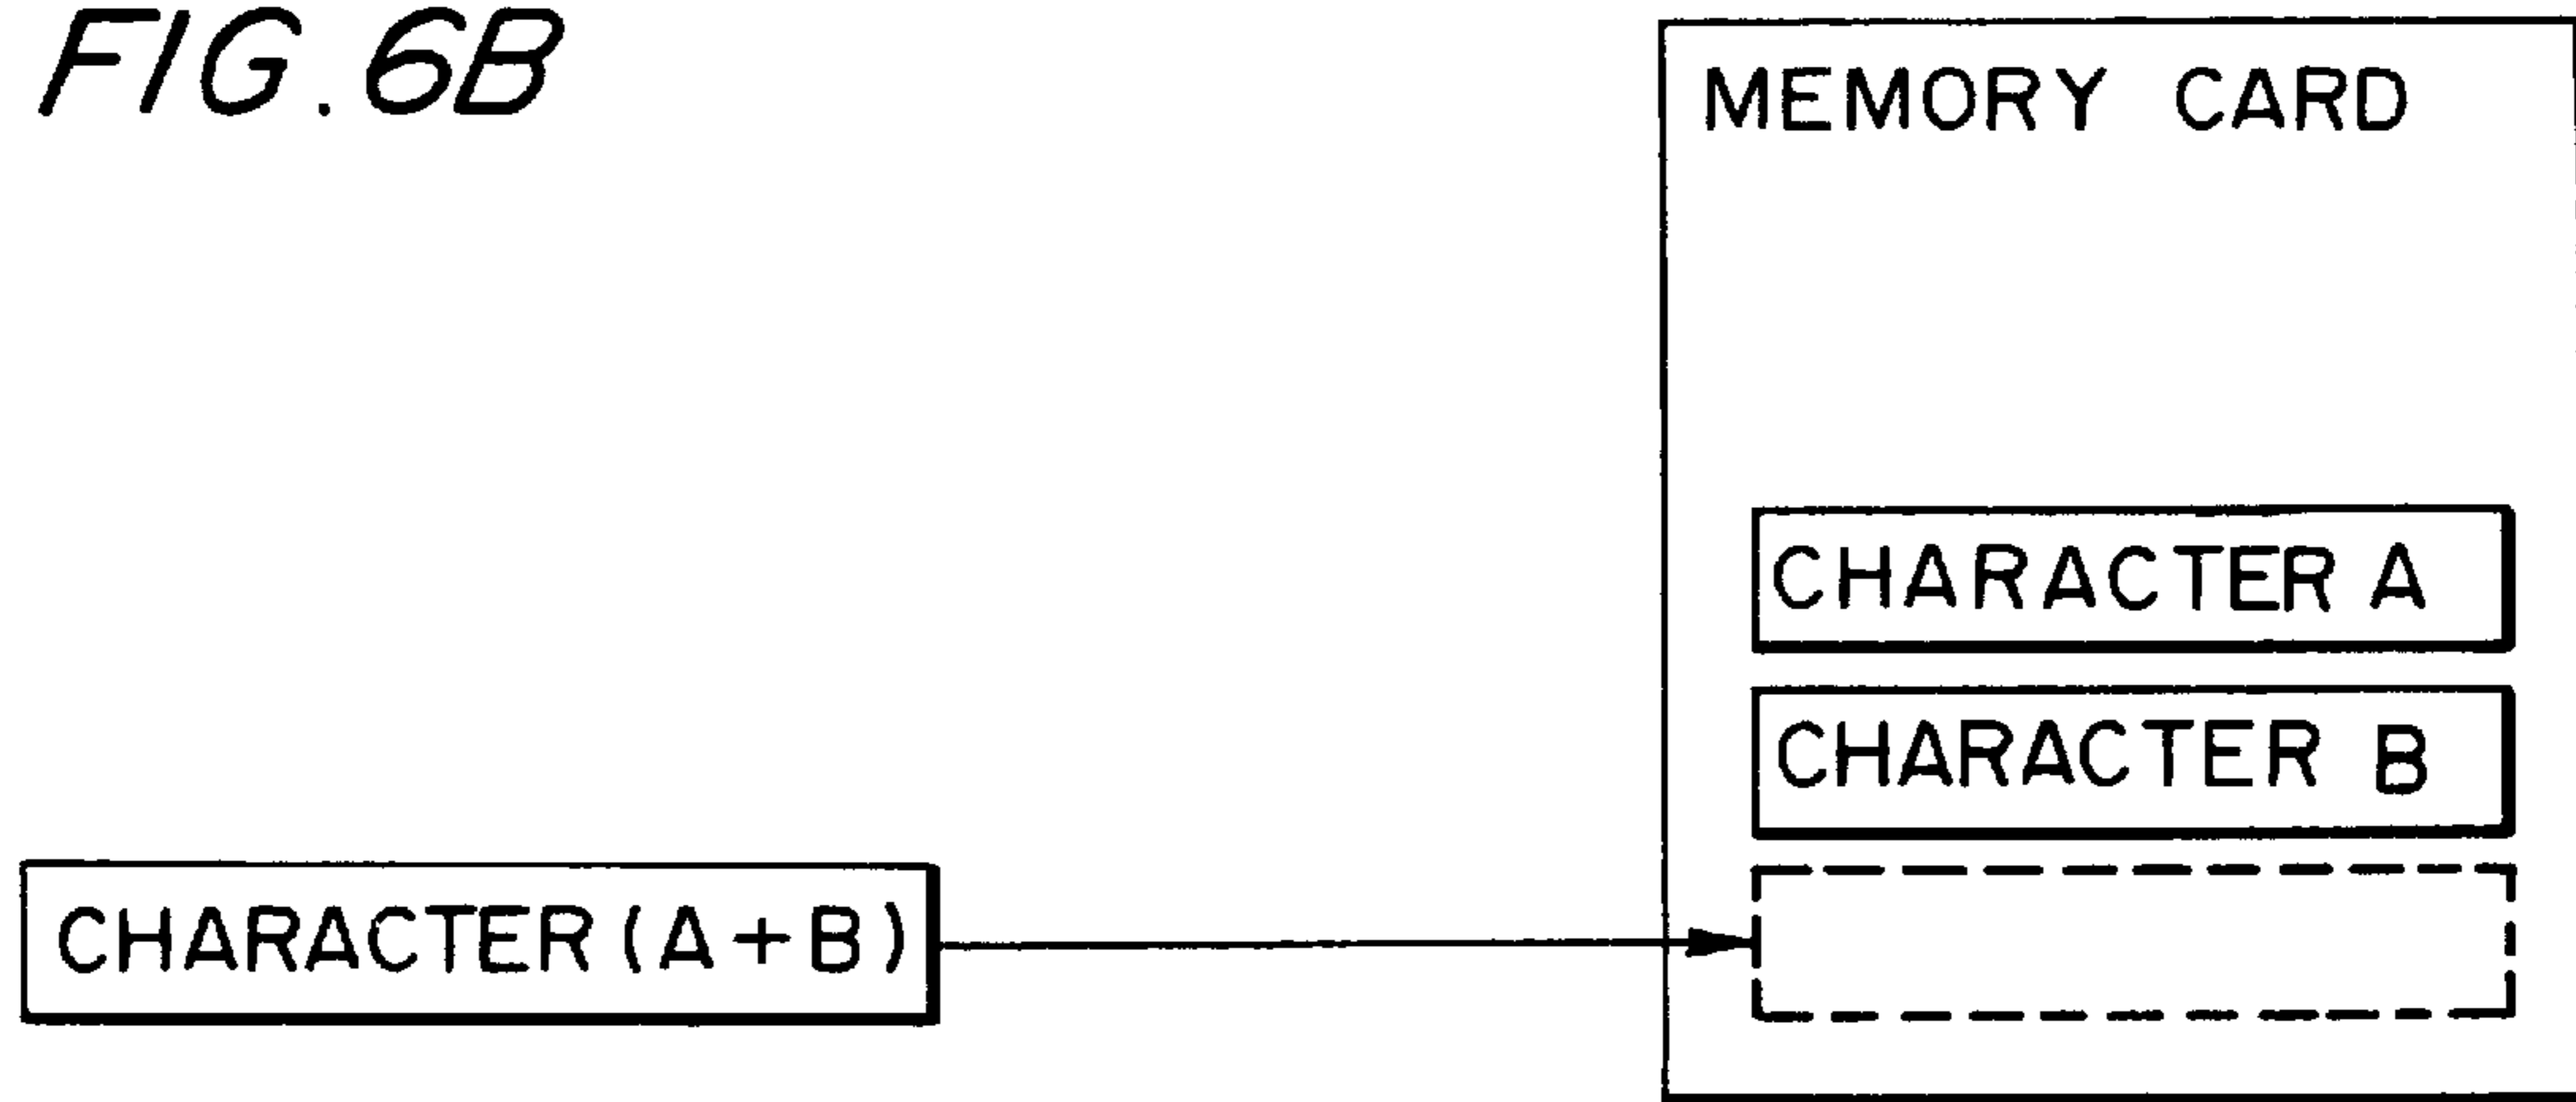 FIG. 6B
MEMORY CARD
CHARACTER A
CHARACTER B
CHARACTER (A+B)